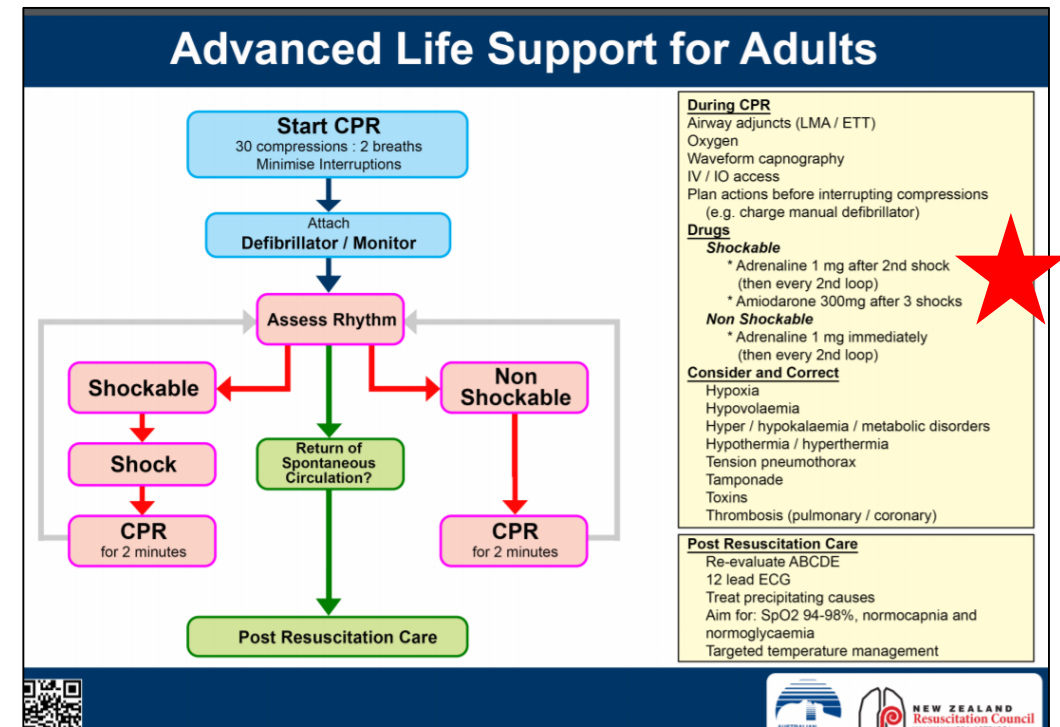 Advanced Life Support for Adults
Start CPR
30 compressions : 2 breaths
Minimise Interruptions
Attach
Defibrillator / Monitor
Assess Rhythm
Shockable
Non
Shockable
Shock
Return of
Spontaneous
Circulation?
CPR
for 2 minutes
CPR
for 2 minutes
Post Resuscitation Care
During CPR
Airway adjuncts (LMA / ETT)
Oxygen
Waveform capnography
IV / IO access
Plan actions before interrupting compressions
(e.g. charge manual defibrillator)
Drugs
Shockable
* Adrenaline 1 mg after 2nd shock
(then every 2nd loop)
* Amiodarone 300mg after 3 shocks
Non Shockable
* Adrenaline 1 mg immediately
(then every 2nd loop)
Consider and Correct
Hypoxia
Hypovolaemia
Hyper / hypokalaemia / metabolic disorders
Hypothermia / hyperthermia
Tension pneumothorax
Tamponade
Toxins
Thrombosis (pulmonary / coronary)
Post Resuscitation Care
Re-evaluate ABCDE
12 lead ECG
Treat precipitating causes
Aim for: SpO2 94-98%, normocapnia and
normoglycaemia
Targeted temperature management
NEW ZEALAND
Resuscitation Council